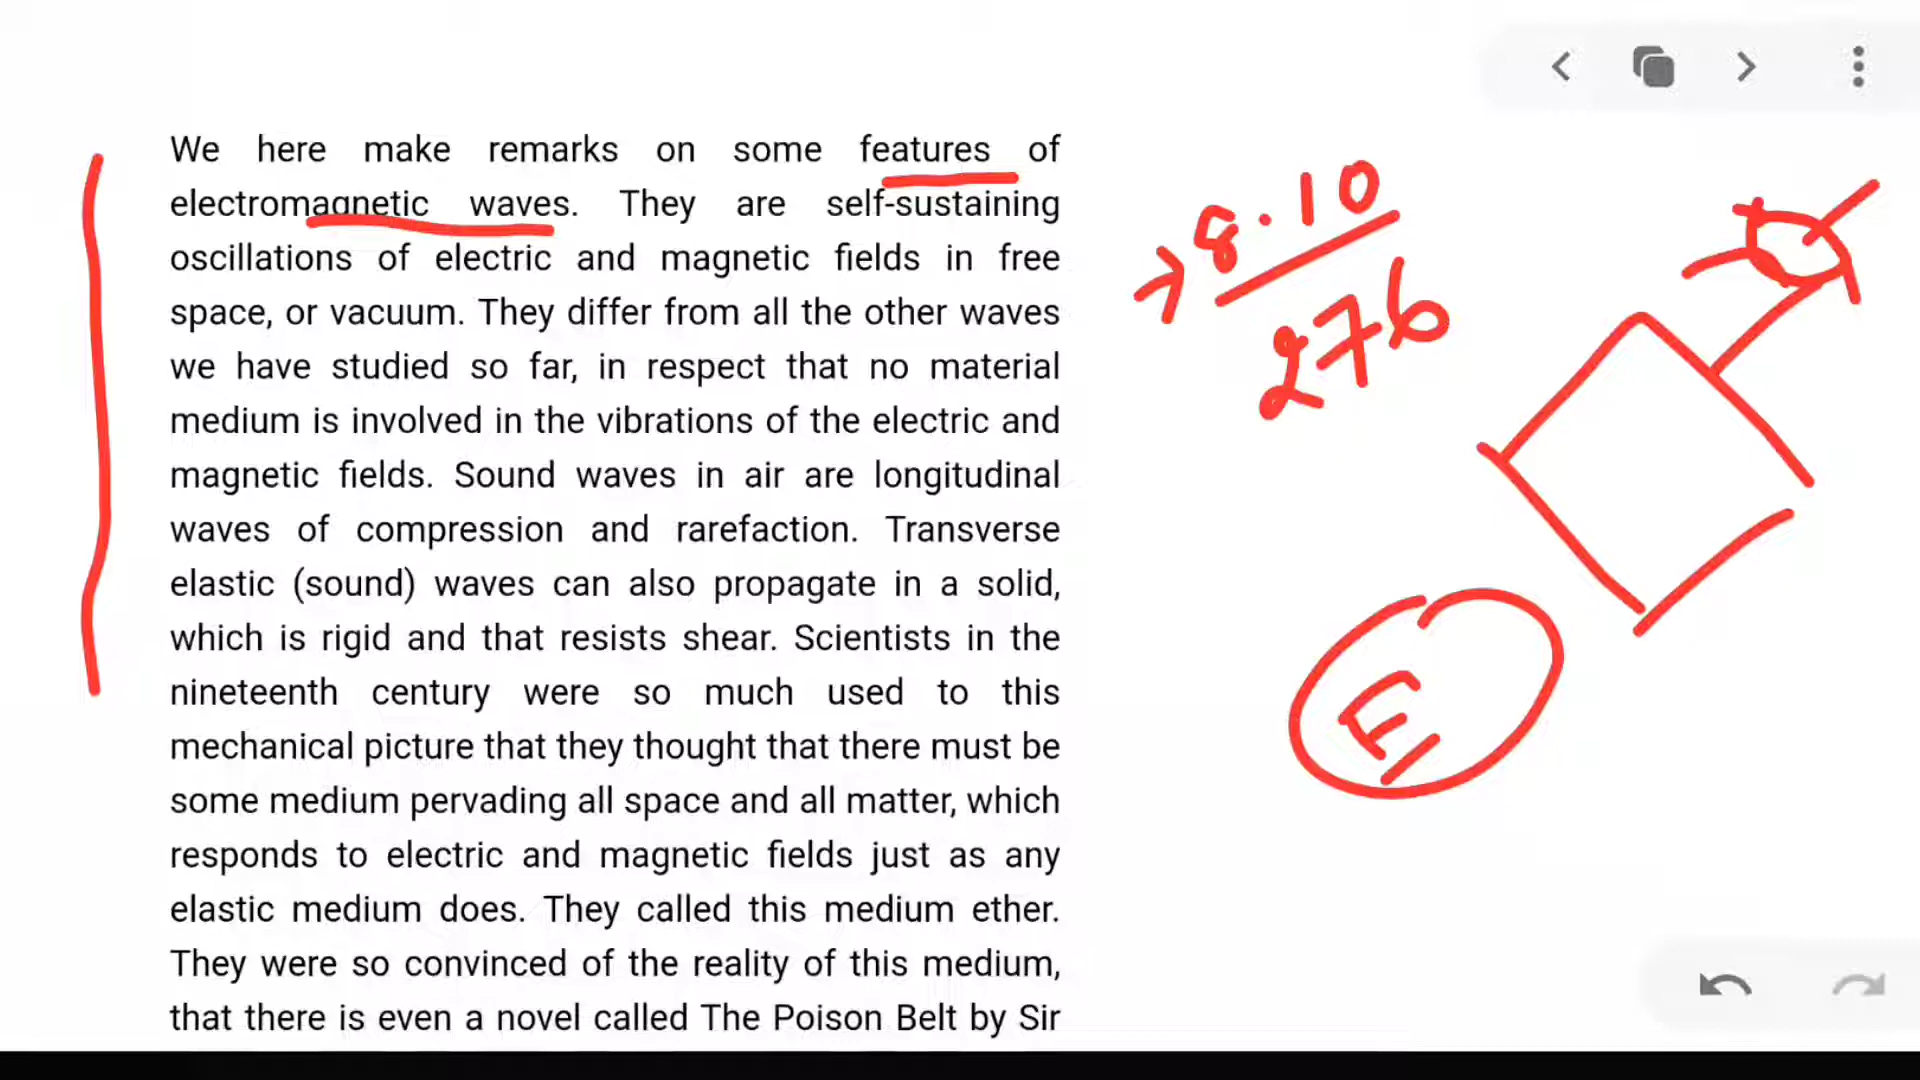 We here make remarks on some features of
electromagnetic waves. They are self-sustaining
oscillations of electric and magnetic fields in free
space, or vacuum. They differ from all the other waves
we have studied so far, in respect that no material
medium is involved in the vibrations of the electric and
magnetic fields. Sound waves in air are longitudinal
waves of compression and rarefaction. Transverse
elastic (sound) waves can also propagate in a solid,
which is rigid and that resists shear. Scientists in the
nineteenth century were so much used to this
mechanical picture that they thought that there must be
some medium pervading all space and all matter, which
responds to electric and magnetic fields just as any
elastic medium does. They called this medium ether.
They were so convinced of the reality of this medium,
that there is even a novel called The Poison Belt by Sir
8.10
276
E